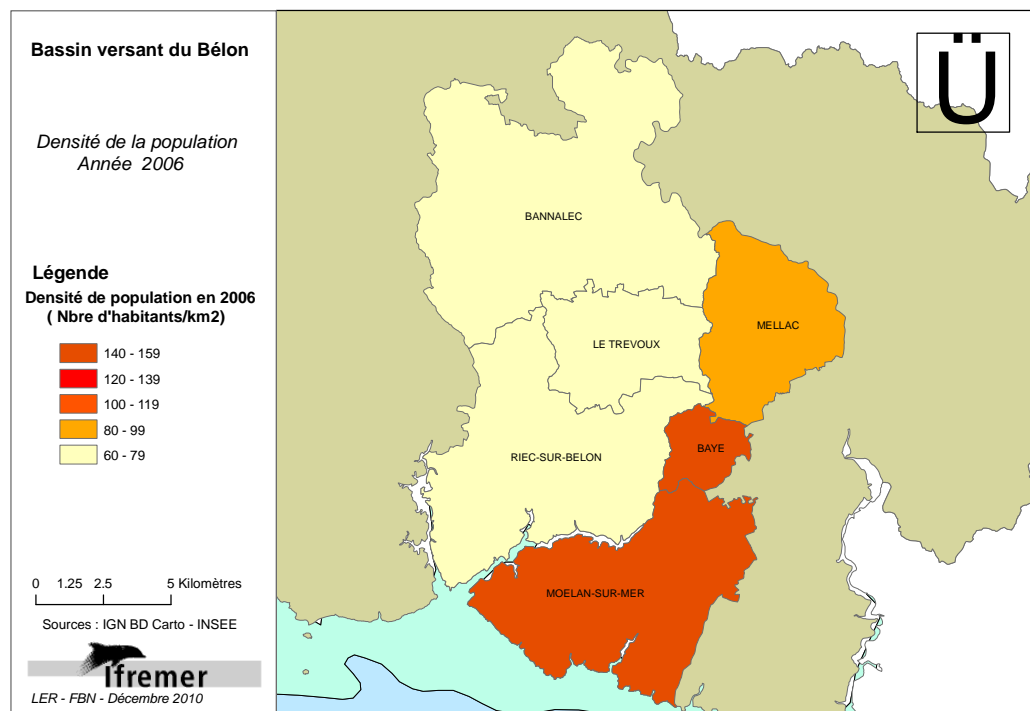 Bassin versant du Bélon
Densité de la population
Année 2006
Légende
Densité de population en 2006
( Nbre d'habitants/km2)
140 - 159
120 - 139
100 - 119
80 - 99
60 - 79
0 1.25 2.5 5 Kilomètres
Sources : IGN BD Carto - INSEE
Ifremer
LER - FBN - Décembre 2010
Ü
BANNALEC
MELLAC
LE TREVOUX
BAYE
RIEC-SUR-BELON
MOELAN-SUR-MER